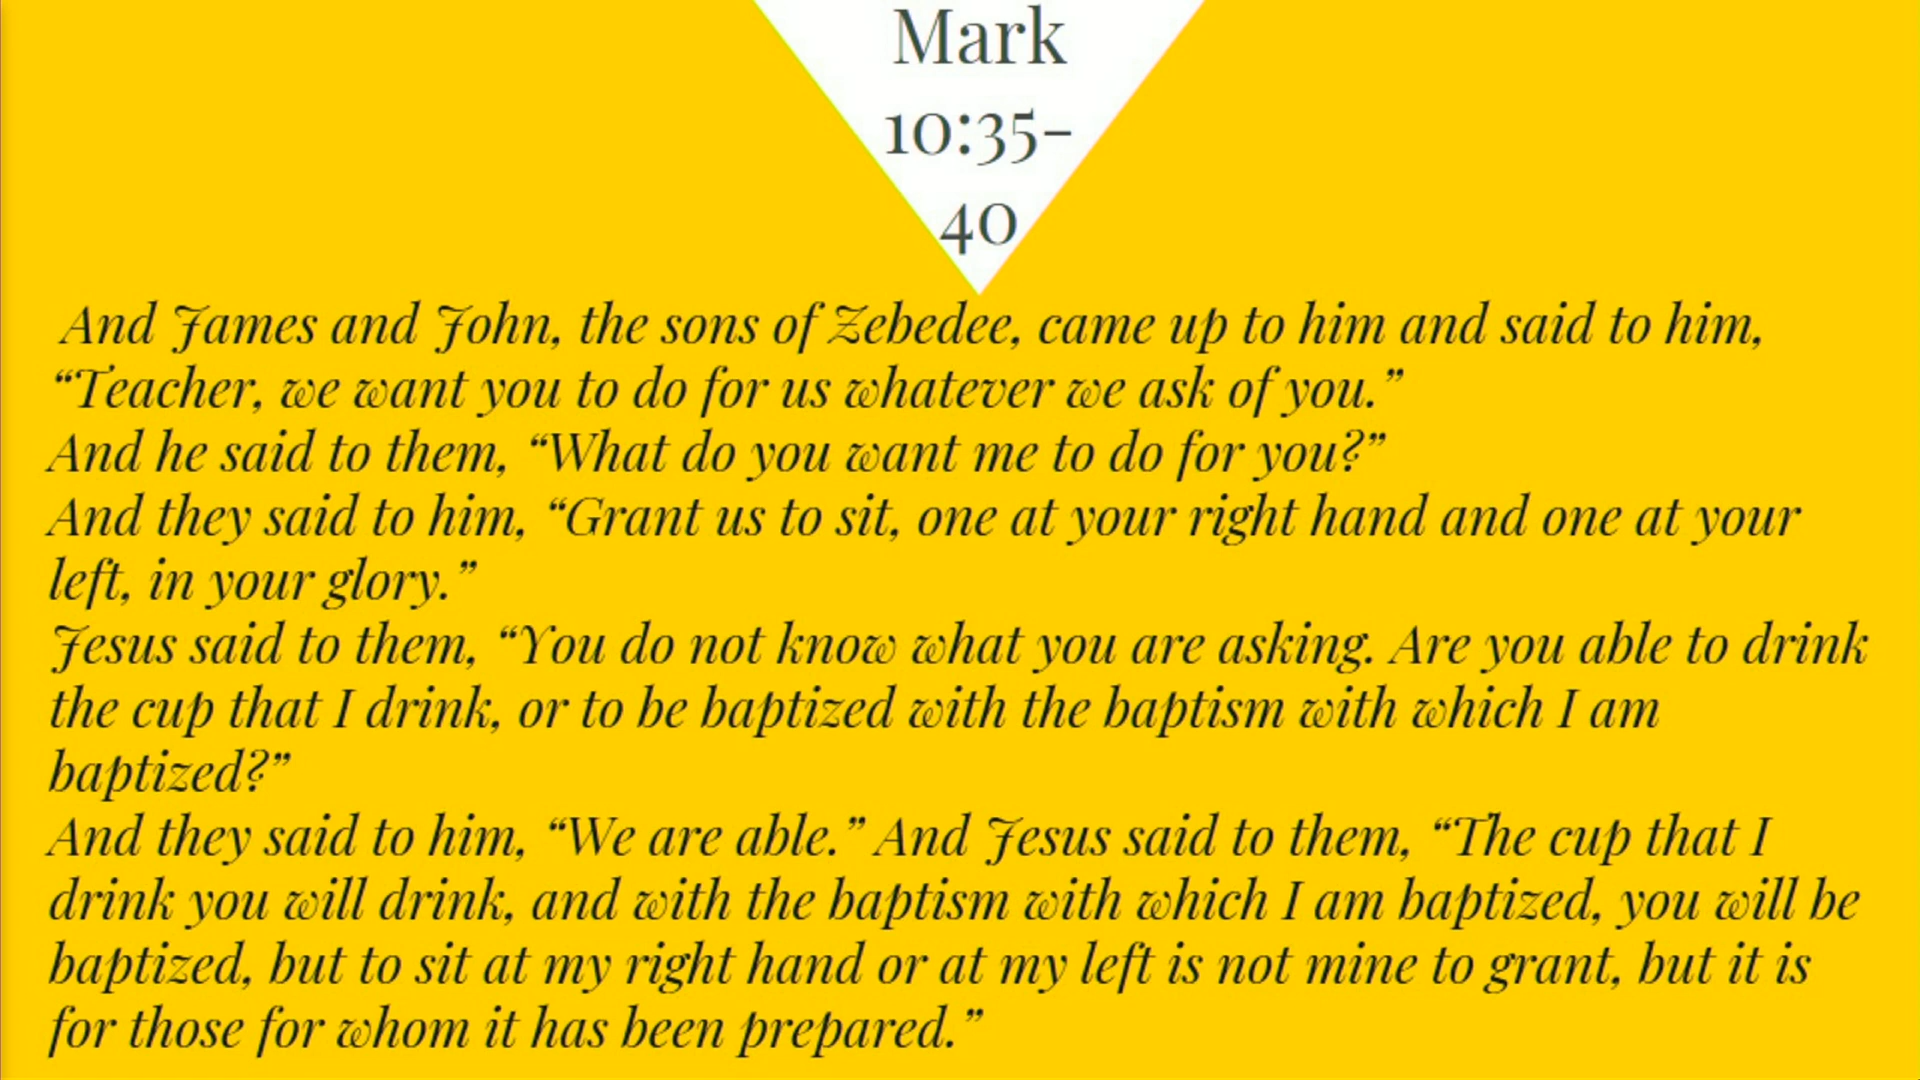 Mark
10:35-
40
And James and John, the sons of Zebedee, came up to him and said to him,
“Teacher, we want you to do for us whatever we ask of you.”
And he said to them, “What do you want me to do for you?”
And they said to him, “Grant us to sit, one at your right hand and one at your
left, in your glory.”
Jesus said to them, “You do not know what you are asking. Are you able to drink
the cup that I drink, or to be baptized with the baptism with which I am
baptized?”
And they said to him, “We are able.” And Jesus said to them, “The cup that I
drink you will drink, and with the baptism with which I am baptized, you will be
baptized, but to sit at my right hand or at my left is not mine to grant, but it is
for those for whom it has been prepared.”